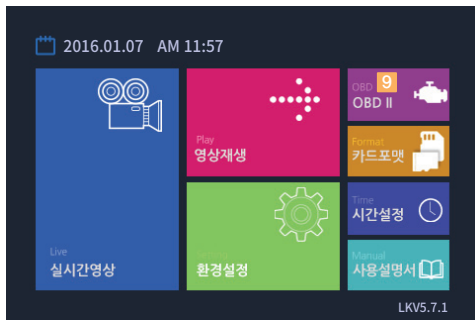 2016.01.07 AM 11:57
Live
실시간영상
Play
영상재생
환경설정
OBD 9
OBD II
Format
카드포맷
Time
시간설정
Manual
사용설명서
LKV5.7.1